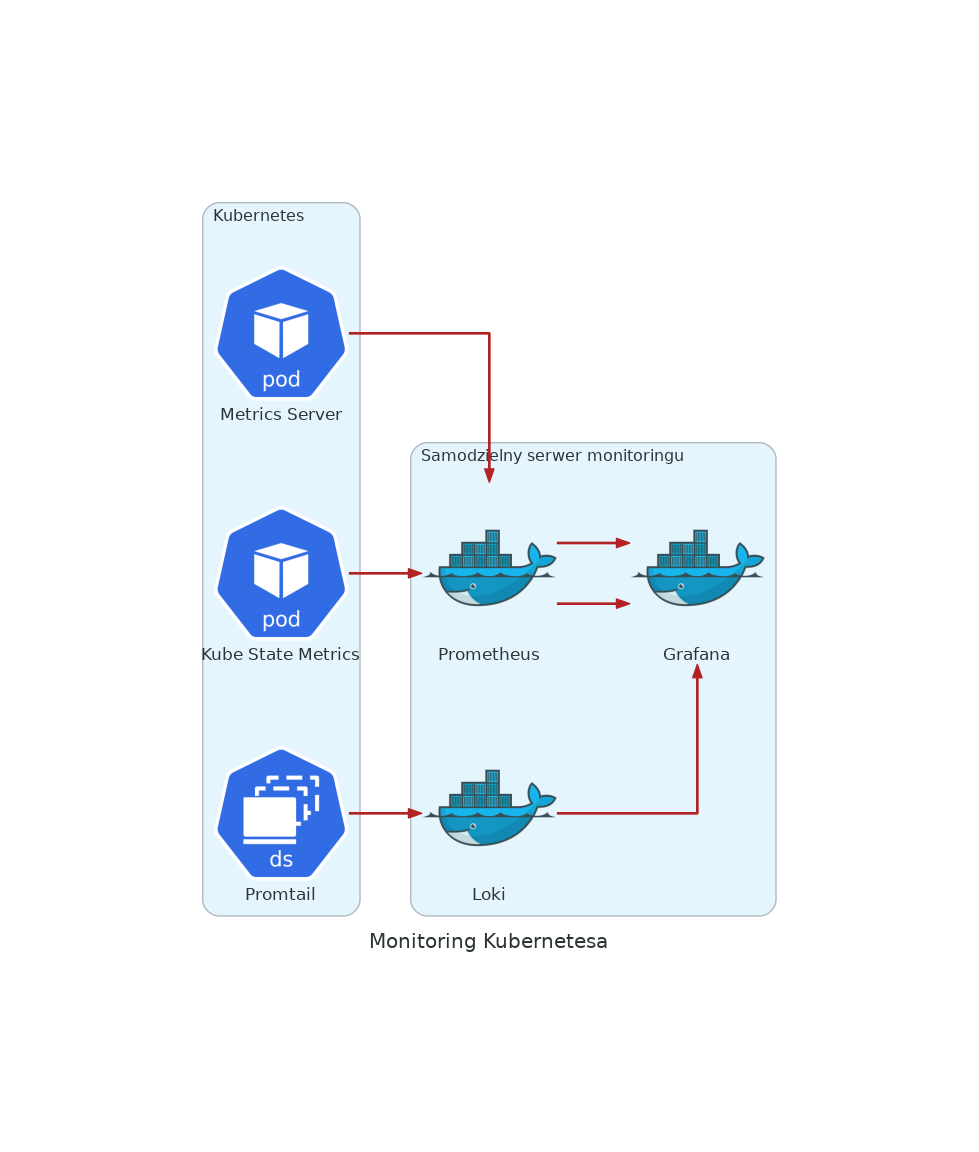 Kubernetes
pod
Metrics Server
Samodzielny serwer monitoringu
pod
Kube State Metrics
Prometheus
Grafana
ds
Promtail
Loki
Monitoring Kubernetesa